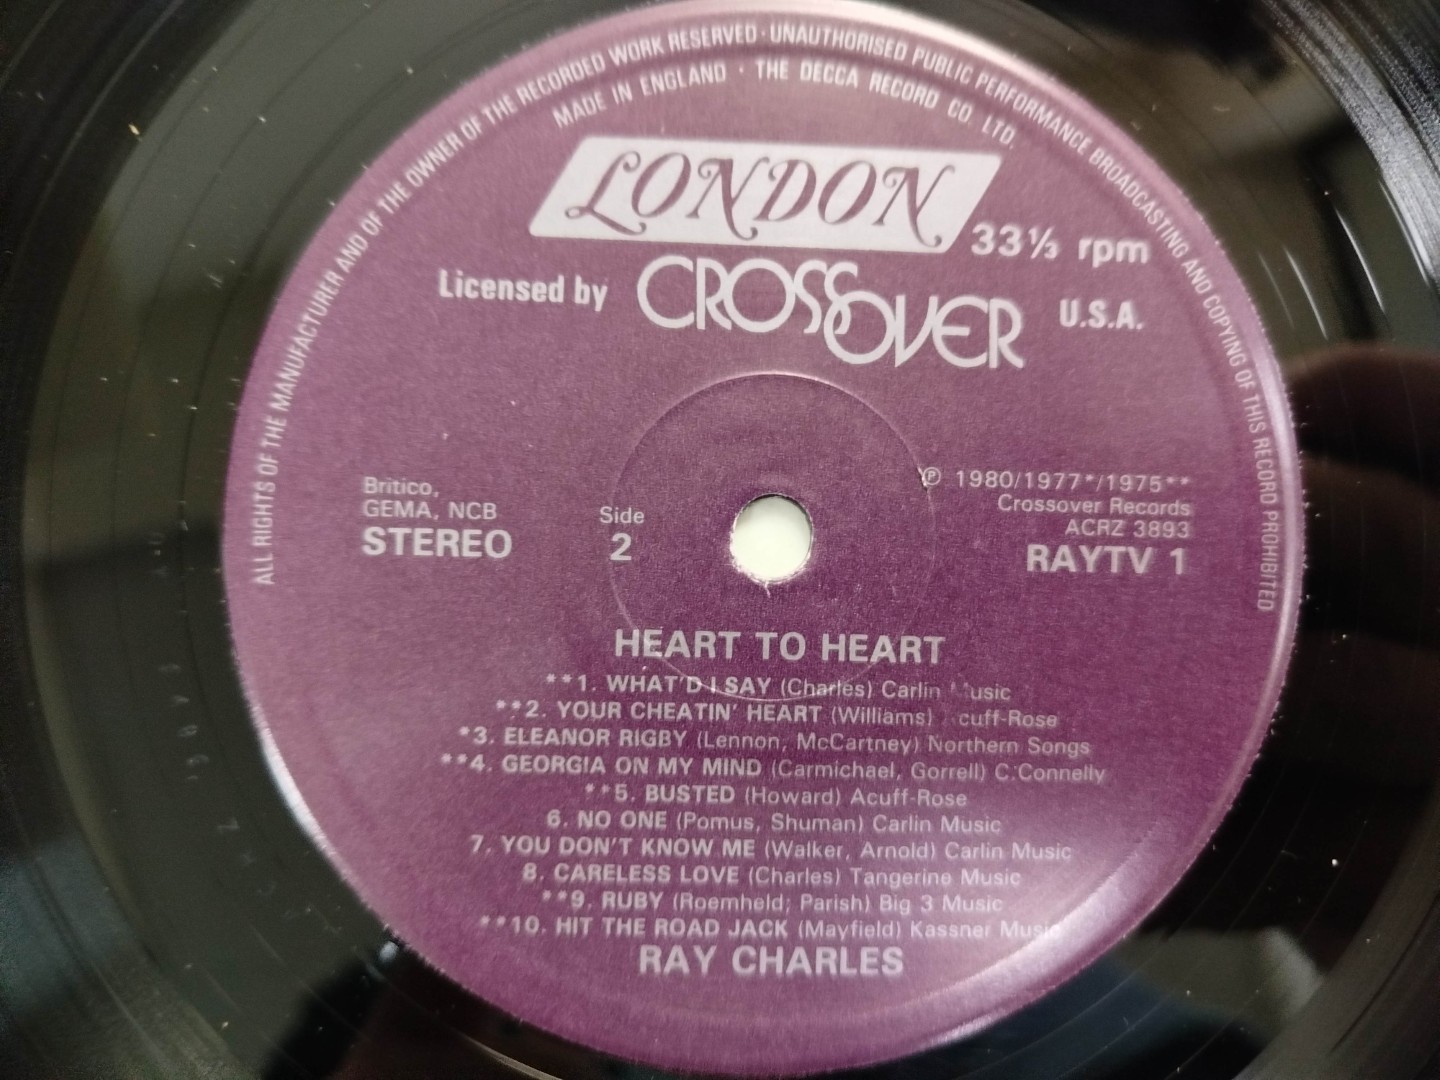 ALL RIGHTS OF THE MANUFACTURER AND OF THE OWNER OF THE RECORDED WORK RESERVED · UNAUTHORISED PUBLIC PERFORMANCE BROADCASTING AND COPYING OF THIS RECORD PROHIBITED
MADE IN ENGLAND · THE DECCA RECORD CO. LTD.
LONDON
33⅓ rpm
Licensed by CROSSOVER U.S.A.
Britico,
GEMA, NCB
STEREO
Side
2
℗ 1980/1977*/1975**
Crossover Records
ACRZ 3893
RAYTV 1
HEART TO HEART
**1. WHAT'D I SAY (Charles) Carlin
**2. YOUR CHEATIN' HEART (Williams)
*3. ELEANOR RIGBY (Lennon, McCartney) Northern Songs
**4. GEORGIA ON MY MIND (Carmichael, Gorrell) C.Connelly
**5. BUSTED (Howard) Acuff-Rose
6. NO ONE (Pomus, Shuman) Carlin Music
7. YOU DON'T KNOW ME (Walker, Arnold) Carlin Music
8. CARELESS LOVE (Charles) Tangerine Music
**9. RUBY (Roemheld; Parish) Big 3 Music
**10. HIT THE ROAD JACK (Mayfield) Kassner Music
RAY CHARLES